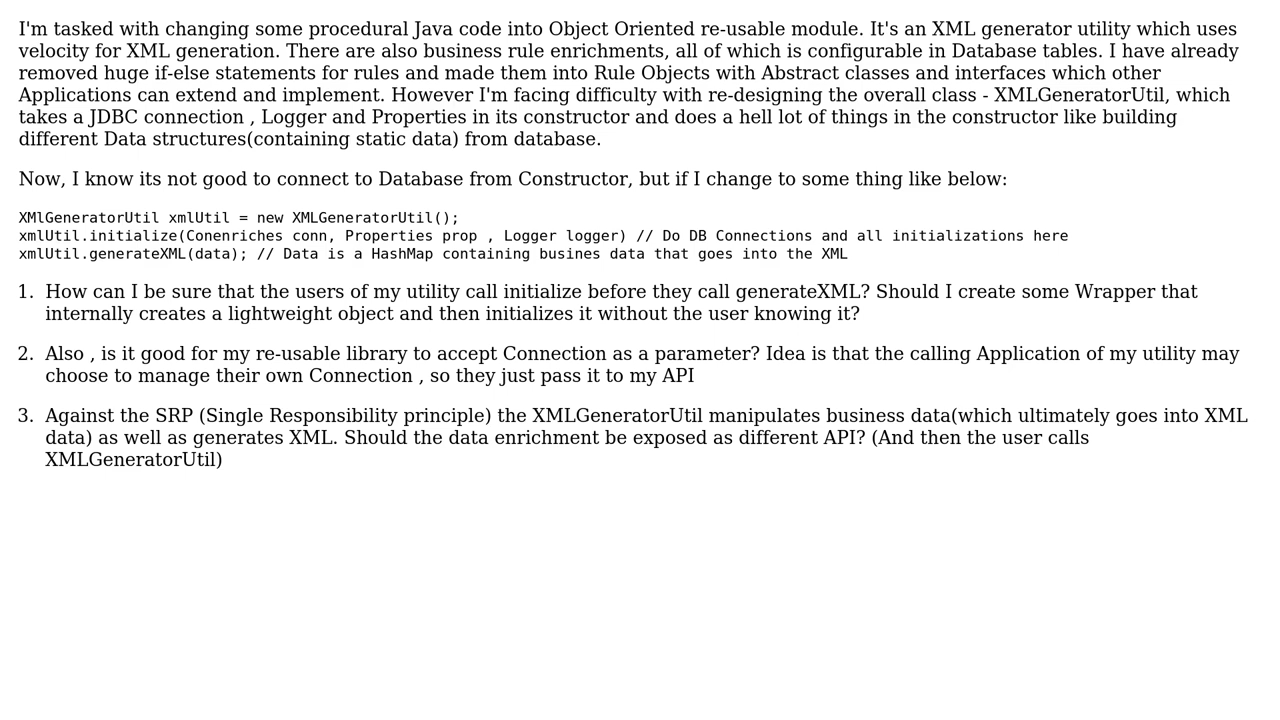 I'm tasked with changing some procedural Java code into Object Oriented re-usable module. It's an XML generator utility which uses
velocity for XML generation. There are also business rule enrichments, all of which is configurable in Database tables. I have already
removed huge if-else statements for rules and made them into Rule Objects with Abstract classes and interfaces which other
Applications can extend and implement. However I'm facing difficulty with re-designing the overall class - XMLGeneratorUtil, which
takes a JDBC connection , Logger and Properties in its constructor and does a hell lot of things in the constructor like building
different Data structures(containing static data) from database.
Now, I know its not good to connect to Database from Constructor, but if I change to some thing like below:
XMlGeneratorUtil xmlUtil = new XMLGeneratorUtil();
xmlUtil.initialize(Conenriches conn, Properties prop , Logger logger) // Do DB Connections and all initializations here
xmlUtil.generateXML(data); // Data is a HashMap containing busines data that goes into the XML
1. How can I be sure that the users of my utility call initialize before they call generateXML? Should I create some Wrapper that
internally creates a lightweight object and then initializes it without the user knowing it?
2. Also , is it good for my re-usable library to accept Connection as a parameter? Idea is that the calling Application of my utility may
choose to manage their own Connection , so they just pass it to my API
3. Against the SRP (Single Responsibility principle) the XMLGeneratorUtil manipulates business data(which ultimately goes into XML
data) as well as generates XML. Should the data enrichment be exposed as different API? (And then the user calls
XMLGeneratorUtil)